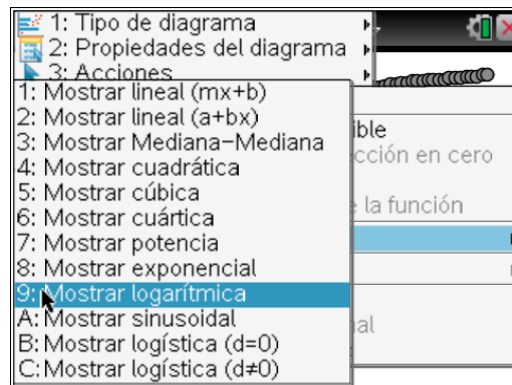 1: Tipo de diagrama
2: Propiedades del diagrama
3: Acciones
1: Mostrar lineal (mx+b)
2: Mostrar lineal (a+bx)
3: Mostrar Mediana–Mediana
4: Mostrar cuadrática
5: Mostrar cúbica
6: Mostrar cuártica
7: Mostrar potencia
8: Mostrar exponencial
9: Mostrar logarítmica
A: Mostrar sinusoidal
B: Mostrar logística (d=0)
C: Mostrar logística (d≠0)
ible
cción en cero
la función
al